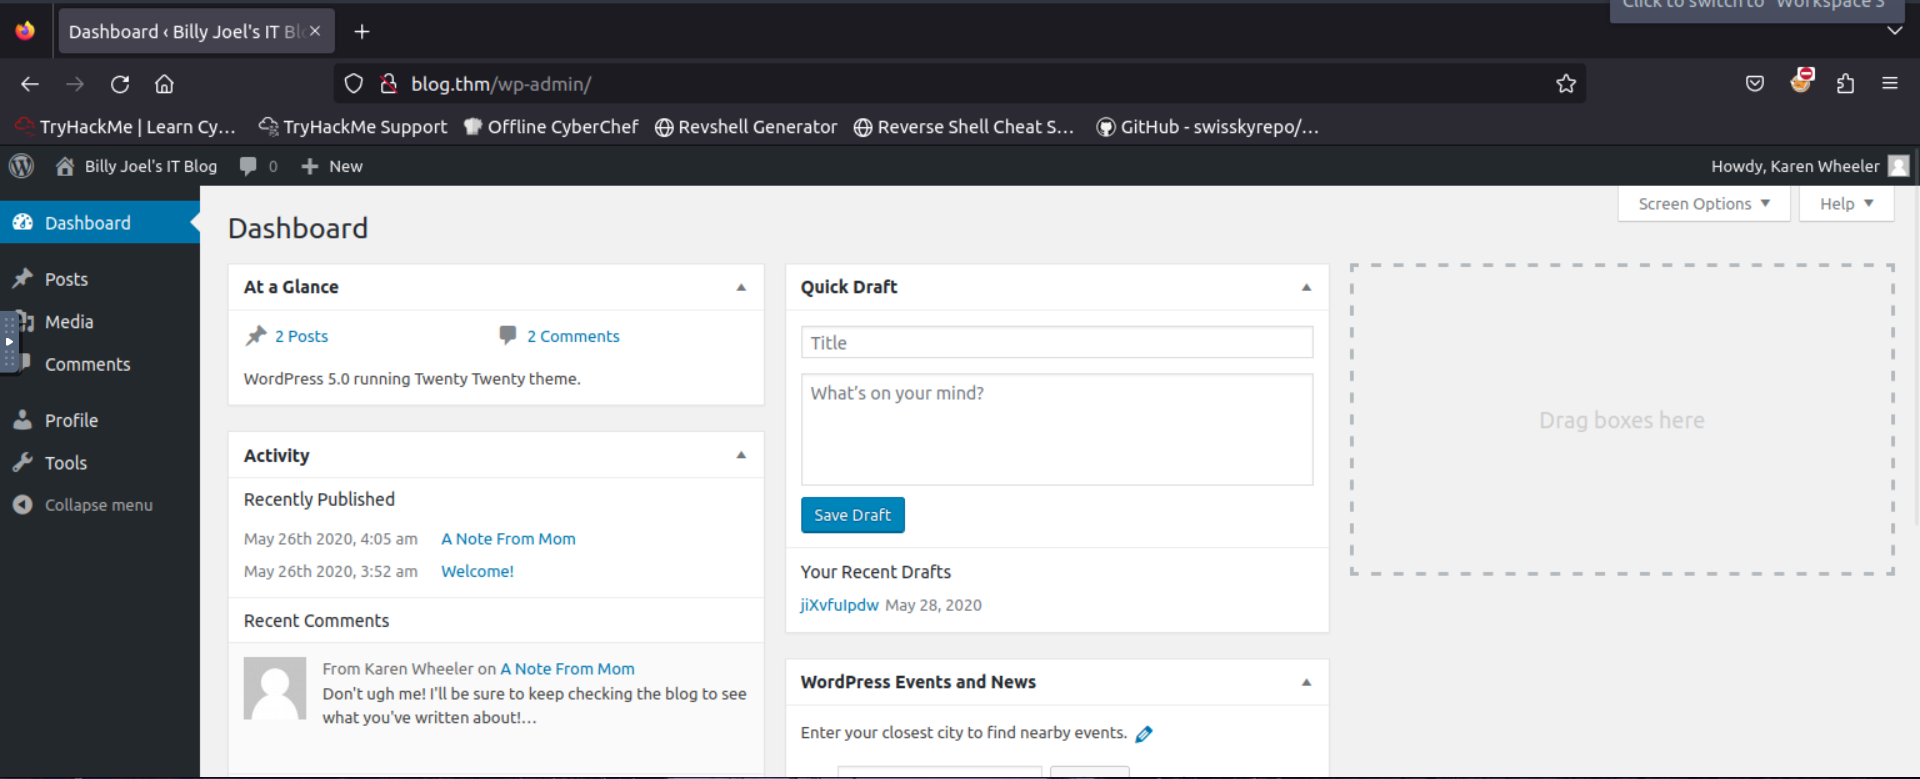 Click to switch to "Workspace 3"
Dashboard ‹ Billy Joel's IT Blo
blog.thm/wp-admin/
TryHackMe | Learn Cy... TryHackMe Support Offline CyberChef Revshell Generator Reverse Shell Cheat S... GitHub - swisskyrepo/...
Billy Joel's IT Blog 0 New Howdy, Karen Wheeler
Screen Options Help
Dashboard
Posts
Media
Comments
Profile
Tools
Collapse menu
Dashboard
At a Glance
2 Posts 2 Comments
WordPress 5.0 running Twenty Twenty theme.
Activity
Recently Published
May 26th 2020, 4:05 am A Note From Mom
May 26th 2020, 3:52 am Welcome!
Recent Comments
From Karen Wheeler on A Note From Mom
Don't ugh me! I'll be sure to keep checking the blog to see
what you've written about!...
Quick Draft
Title
What's on your mind?
Save Draft
Your Recent Drafts
jiXvfuIpdw May 28, 2020
WordPress Events and News
Enter your closest city to find nearby events.
Drag boxes here